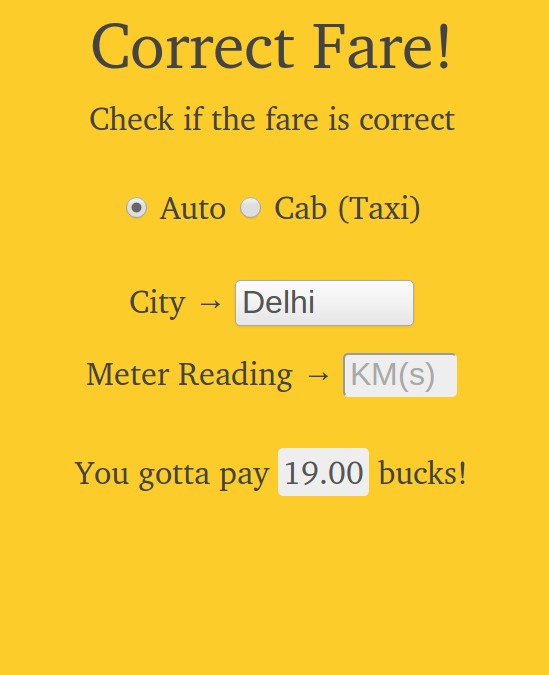 Correct Fare!
Check if the fare is correct
Auto Cab (Taxi)
City → Delhi
Meter Reading → KM(s)
You gotta pay 19.00 bucks!